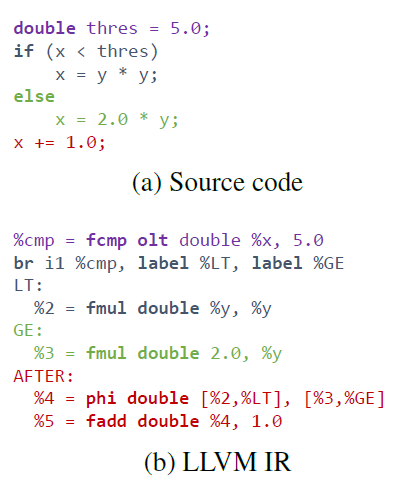 double thres = 5.0;
if (x < thres)
    x = y * y;
else
    x = 2.0 * y;
x += 1.0;
(a) Source code
%cmp = fcmp olt double %x, 5.0
br i1 %cmp, label %LT, label %GE
LT:
  %2 = fmul double %y, %y
GE:
  %3 = fmul double 2.0, %y
AFTER:
  %4 = phi double [%2,%LT], [%3,%GE]
  %5 = fadd double %4, 1.0
(b) LLVM IR